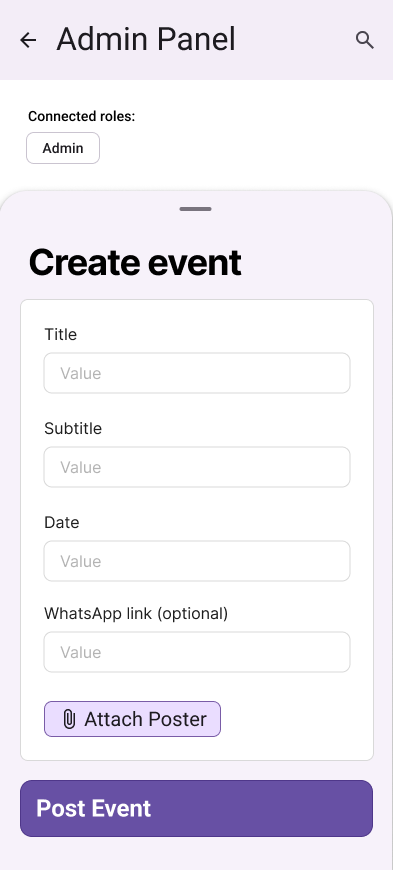 Admin Panel
Connected roles:
Admin
Create event
Title
Value
Subtitle
Value
Date
Value
WhatsApp link (optional)
Value
Attach Poster
Post Event